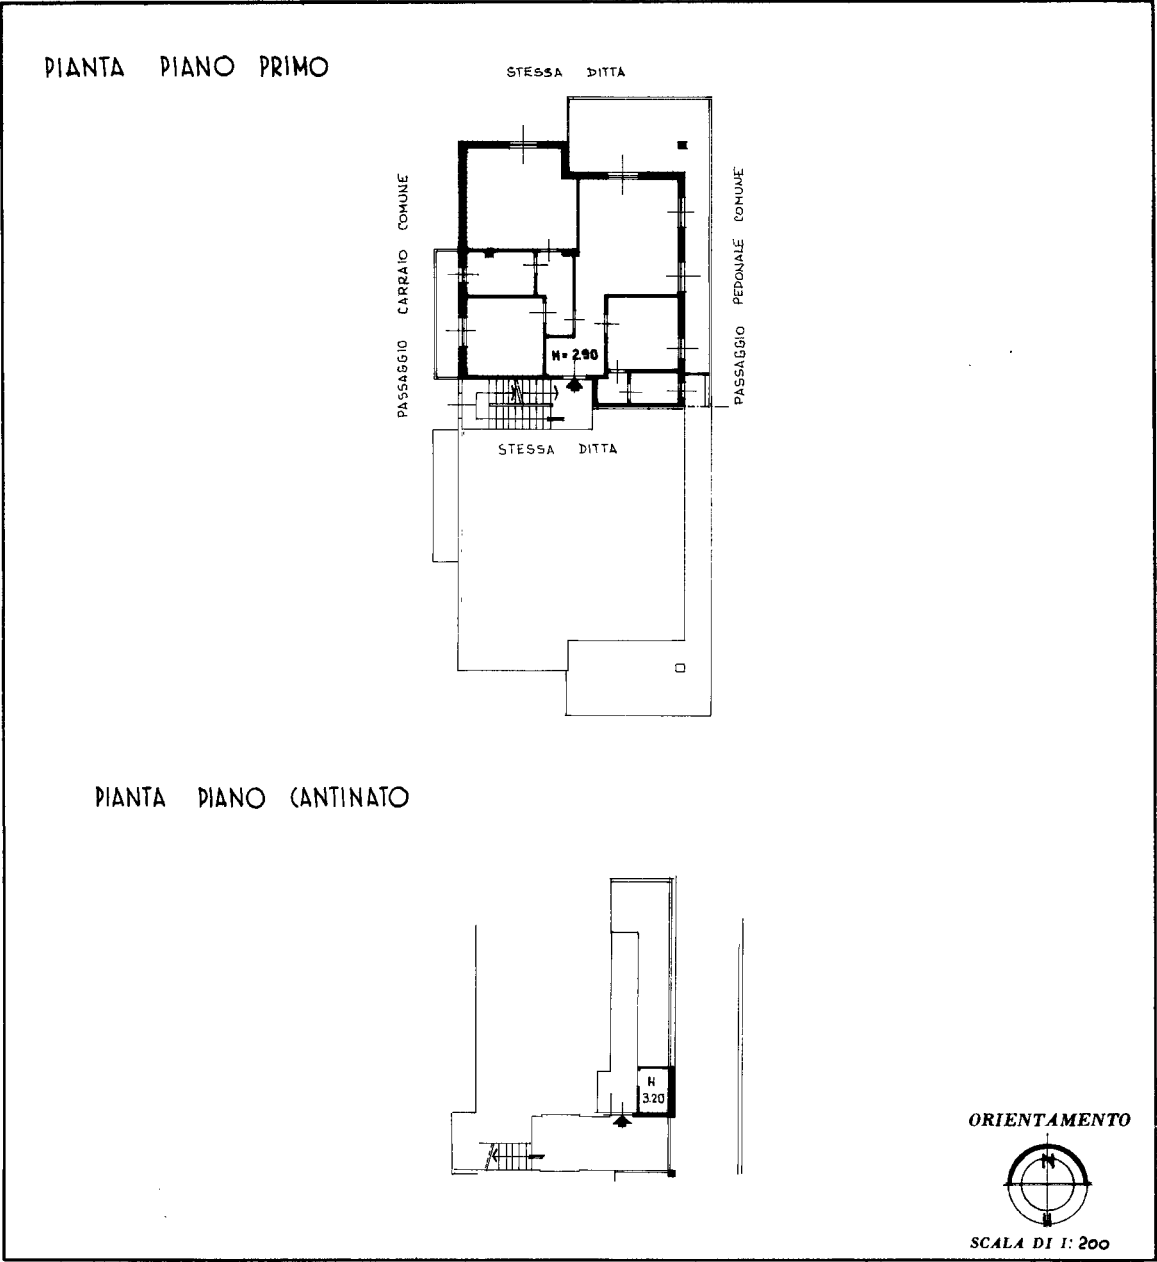 PIANTA PIANO PRIMO
STESSA DITTA
PASSAGGIO CARRAIO COMUNE
PASSAGGIO PEDONALE COMUNE
H = 2.90
STESSA DITTA
PIANTA PIANO CANTINATO
H
3.20
ORIENTAMENTO
N
SCALA DI 1: 200